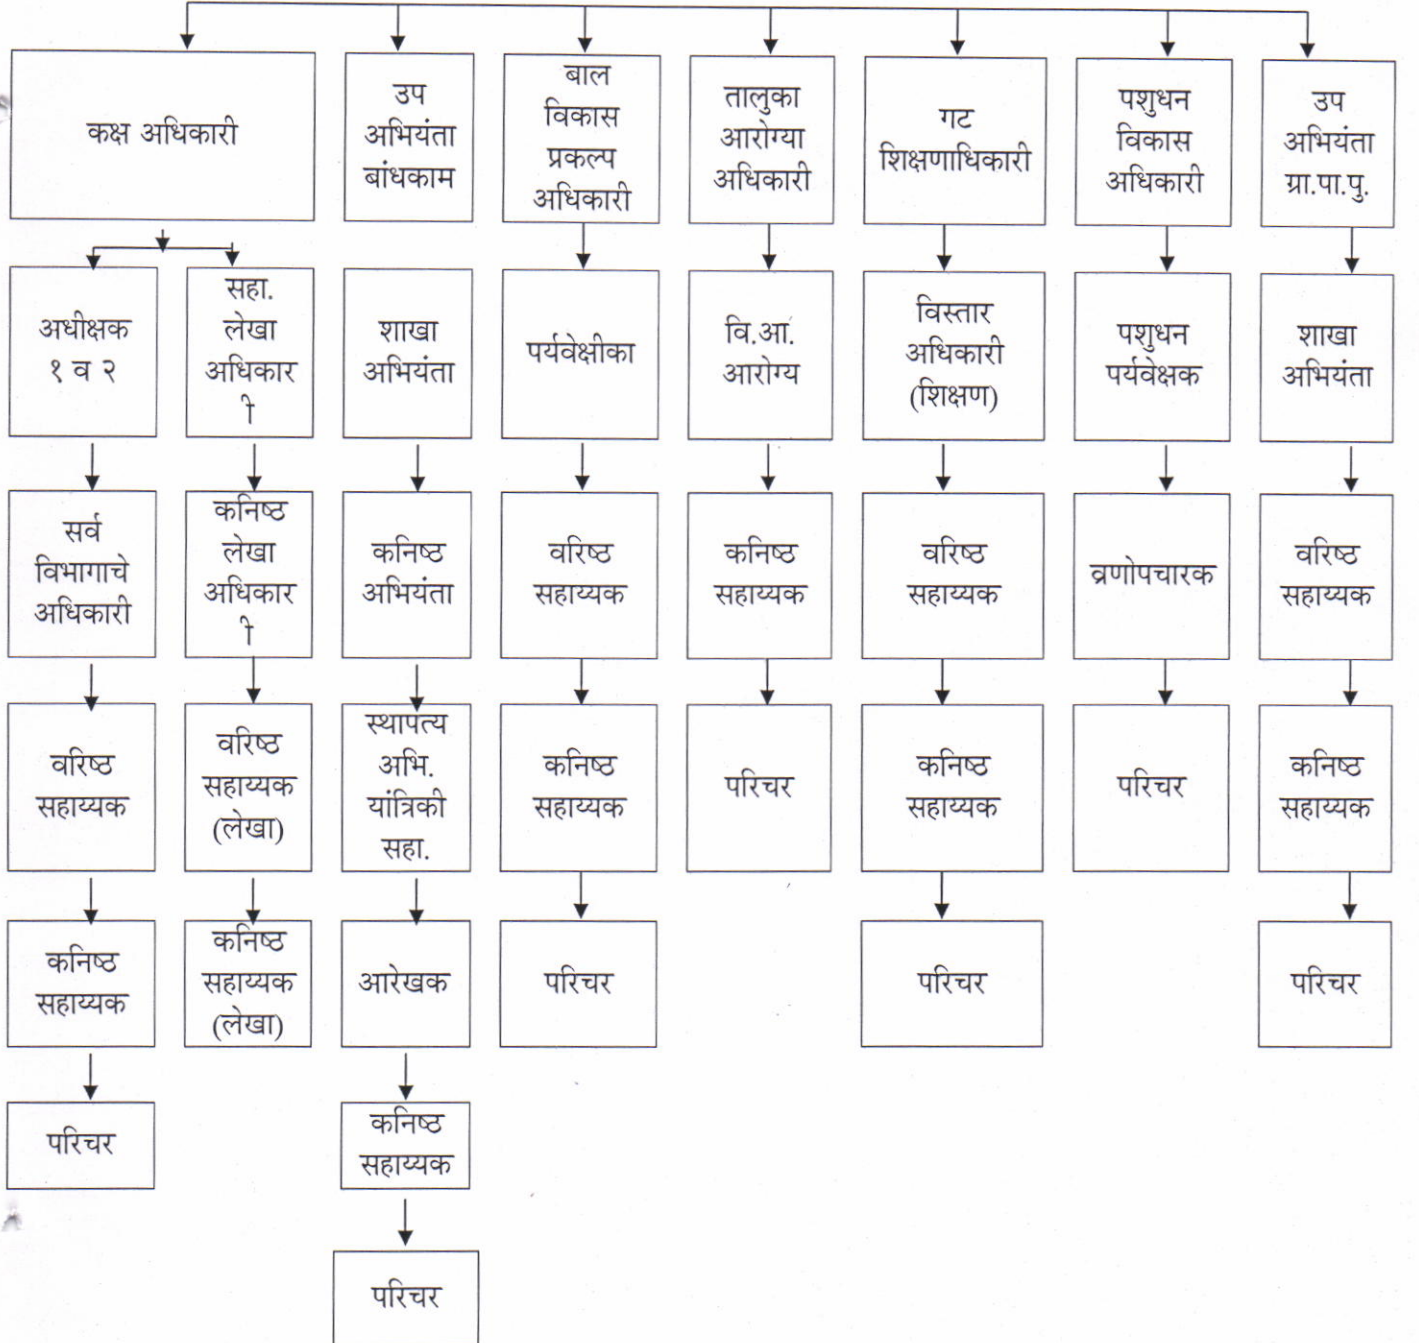 कक्ष अधिकारी
उप
अभियंता
बांधकाम
बाल
विकास
प्रकल्प
अधिकारी
तालुका
आरोग्या
अधिकारी
गट
शिक्षणाधिकारी
पशुधन
विकास
अधिकारी
उप
अभियंता
ग्रा.पा.पु.
अधीक्षक
१ व २
सहा.
लेखा
अधिकार
ी
शाखा
अभियंता
पर्यवेक्षीका
वि.आ.
आरोग्य
विस्तार
अधिकारी
(शिक्षण)
पशुधन
पर्यवेक्षक
शाखा
अभियंता
सर्व
विभागाचे
अधिकारी
कनिष्ठ
लेखा
अधिकार
ी
कनिष्ठ
अभियंता
वरिष्ठ
सहाय्यक
कनिष्ठ
सहाय्यक
वरिष्ठ
सहाय्यक
व्रणोपचारक
वरिष्ठ
सहाय्यक
वरिष्ठ
सहाय्यक
वरिष्ठ
सहाय्यक
(लेखा)
स्थापत्य
अभि.
यांत्रिकी
सहा.
कनिष्ठ
सहाय्यक
परिचर
कनिष्ठ
सहाय्यक
परिचर
कनिष्ठ
सहाय्यक
कनिष्ठ
सहाय्यक
कनिष्ठ
सहाय्यक
(लेखा)
आरेखक
परिचर
परिचर
परिचर
परिचर
कनिष्ठ
सहाय्यक
परिचर